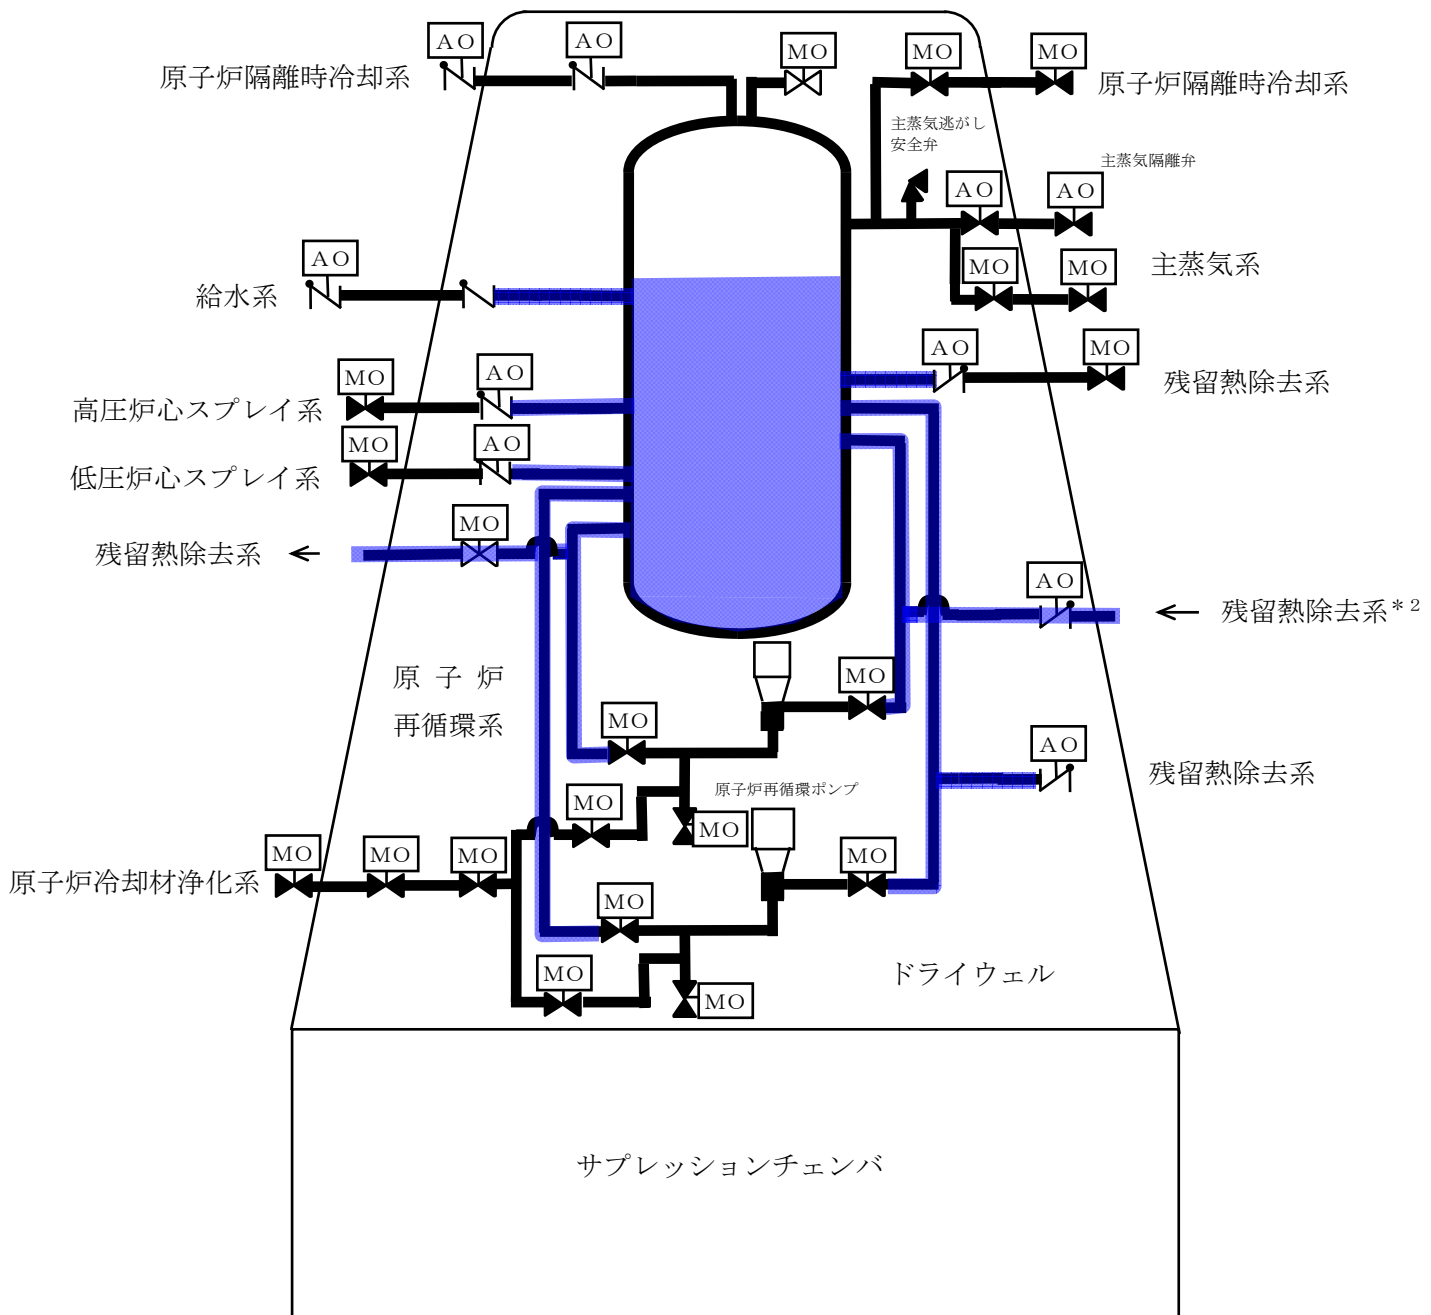 AO
AO
MO
MO
MO
原子炉隔離時冷却系
原子炉隔離時冷却系
主蒸気逃がし
安全弁
主蒸気隔離弁
AO
AO
AO
MO
MO
主蒸気系
給水系
AO
MO
残留熱除去系
MO
AO
高圧炉心スプレイ系
MO
AO
低圧炉心スプレイ系
MO
残留熱除去系
AO
残留熱除去系*2
原子炉
再循環系
MO
MO
AO
残留熱除去系
原子炉再循環ポンプ
MO
MO
MO
MO
MO
MO
原子炉冷却材浄化系
MO
MO
MO
ドライウェル
サプレッションチェンバ